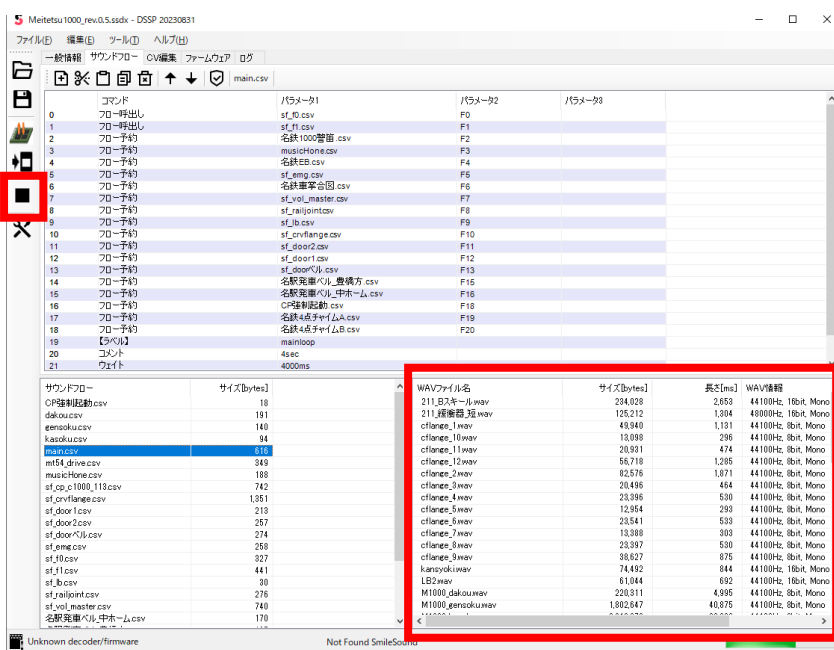 Meitetsu1000_rev.0.5.ssdx - DSSP 20230831
ファイル(F) 編集(E) ツール(T) ヘルプ(H)
一般情報 サウンドフロー CV編集 ファームウェア ログ
main.csv
コマンド パラメータ1 パラメータ2 パラメータ3
0 フロー呼出し sf_f0.csv F0
1 フロー呼出し sf_f1.csv F1
2 フロー予約 名鉄1000警笛.csv F2
3 フロー予約 musicHone.csv F3
4 フロー予約 名鉄EB.csv F4
5 フロー予約 sf_emg.csv F5
6 フロー予約 名鉄車掌合図.csv F6
7 フロー予約 sf_vol_master.csv F7
8 フロー予約 sf_railjoint.csv F8
9 フロー予約 sf_lb.csv F9
10 フロー予約 sf_crvflange.csv F10
11 フロー予約 sf_door2.csv F11
12 フロー予約 sf_door1.csv F12
13 フロー予約 sf_doorベル.csv F13
14 フロー予約 名駅発車ベル_豊橋方.csv F15
15 フロー予約 名駅発車ベル_中ホーム.csv F16
16 フロー予約 CP強制起動.csv F18
17 フロー予約 名鉄4点チャイムA.csv F19
18 フロー予約 名鉄4点チャイムB.csv F20
19 【ラベル】 mainloop
20 コメント 4sec
21 ウェイト 4000ms
サウンドフロー サイズ[bytes]
CP強制起動.csv 18
dakou.csv 191
gensoku.csv 140
kasoku.csv 94
main.csv 616
mt54_drive.csv 349
musicHone.csv 188
sf_cp_c1000_113.csv 742
sf_crvflange.csv 1,351
sf_door1.csv 213
sf_door2.csv 257
sf_doorベル.csv 274
sf_emg.csv 258
sf_f0.csv 327
sf_f1.csv 441
sf_lb.csv 30
sf_railjoint.csv 276
sf_vol_master.csv 740
名駅発車ベル_中ホーム.csv 170
WAVファイル名 サイズ[bytes] 長さ[ms] WAV情報
211_Bスキール.wav 234,028 2,653 44100Hz, 16bit, Mono
211_緩衝器_短.wav 125,212 1,304 48000Hz, 16bit, Mono
cflange_1.wav 49,940 1,131 44100Hz, 8bit, Mono
cflange_10.wav 13,098 296 44100Hz, 8bit, Mono
cflange_11.wav 20,931 474 44100Hz, 8bit, Mono
cflange_12.wav 56,718 1,285 44100Hz, 8bit, Mono
cflange_2.wav 82,576 1,871 44100Hz, 8bit, Mono
cflange_3.wav 20,496 464 44100Hz, 8bit, Mono
cflange_4.wav 23,396 530 44100Hz, 8bit, Mono
cflange_5.wav 12,954 293 44100Hz, 8bit, Mono
cflange_6.wav 23,541 533 44100Hz, 8bit, Mono
cflange_7.wav 13,388 303 44100Hz, 8bit, Mono
cflange_8.wav 23,397 530 44100Hz, 8bit, Mono
cflange_9.wav 38,627 875 44100Hz, 8bit, Mono
kansyoki.wav 74,492 844 44100Hz, 16bit, Mono
LB2.wav 61,044 692 44100Hz, 16bit, Mono
M1000_dakou.wav 220,311 4,995 44100Hz, 8bit, Mono
M1000_gensoku.wav 1,802,647 40,875 44100Hz, 8bit, Mono
Unknown decoder/firmware Not Found SmileSound